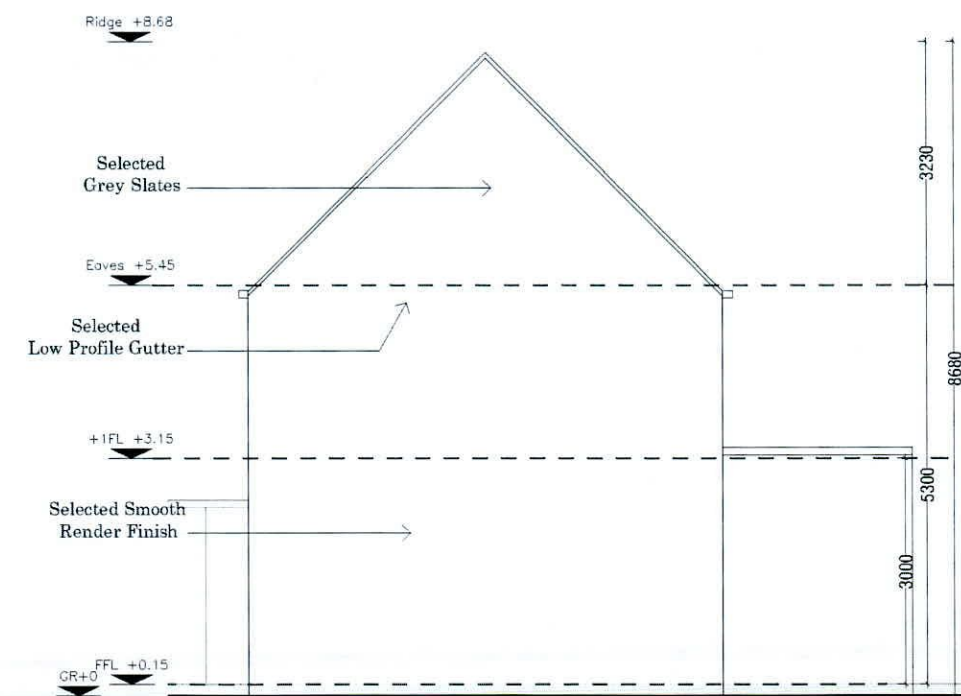 Ridge +8.68
3230
Selected
Grey Slates
Eaves +5.45
Selected
Low Profile Gutter
8680
+1FL +3.15
5300
Selected Smooth
Render Finish
3000
FFL +0.15
GR+0